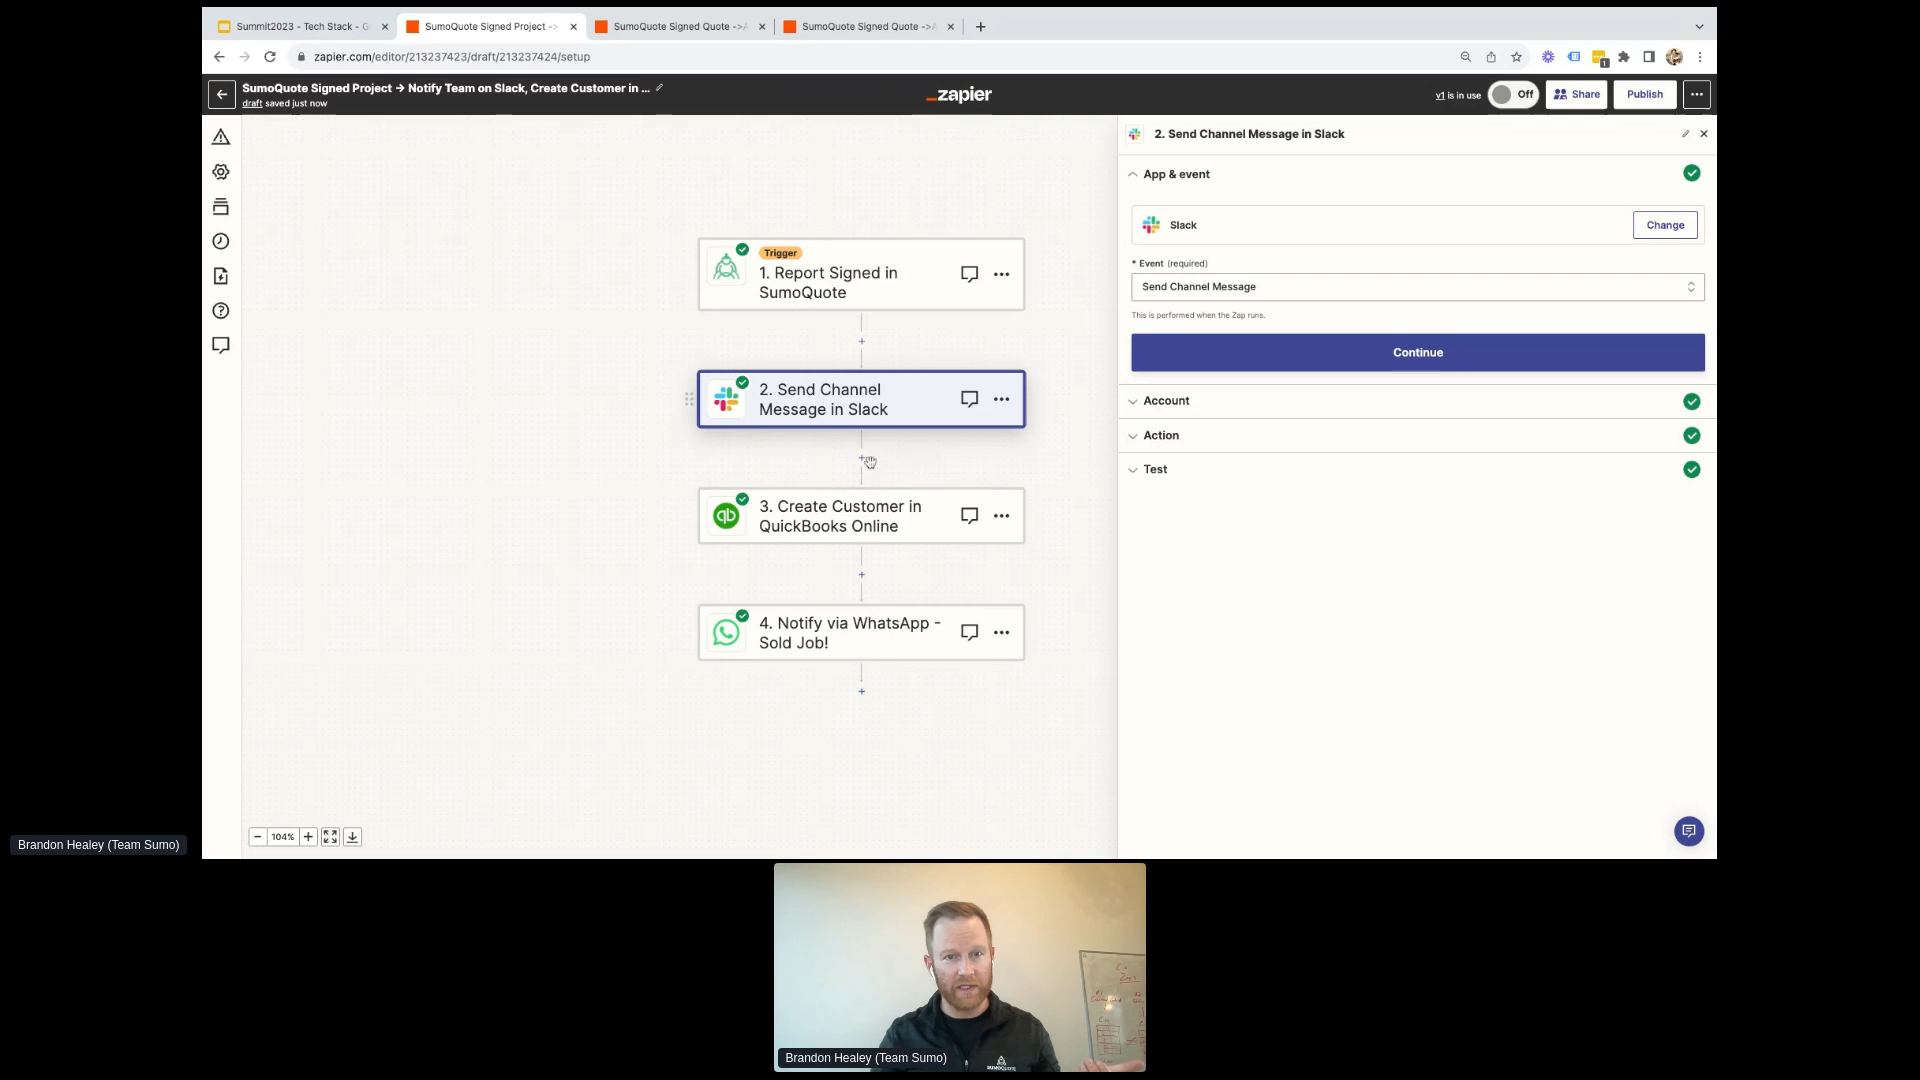 Summit2023 - Tech Stack - G
SumoQuote Signed Project ->
SumoQuote Signed Quote ->
SumoQuote Signed Quote ->
zapier.com/editor/213237423/draft/213237424/setup
1
SumoQuote Signed Project → Notify Team on Slack, Create Customer in ...
draft saved just now
_zapier
v1 is in use
Off
Share
Publish
2. Send Channel Message in Slack
App & event
Slack
Change
* Event (required)
Send Channel Message
This is performed when the Zap runs.
Continue
Account
Action
Test
Trigger
1. Report Signed in
SumoQuote
2. Send Channel
Message in Slack
3. Create Customer in
QuickBooks Online
qb
4. Notify via WhatsApp -
Sold Job!
104%
Brandon Healey (Team Sumo)
Brandon Healey (Team Sumo)
SUMOQUOTE